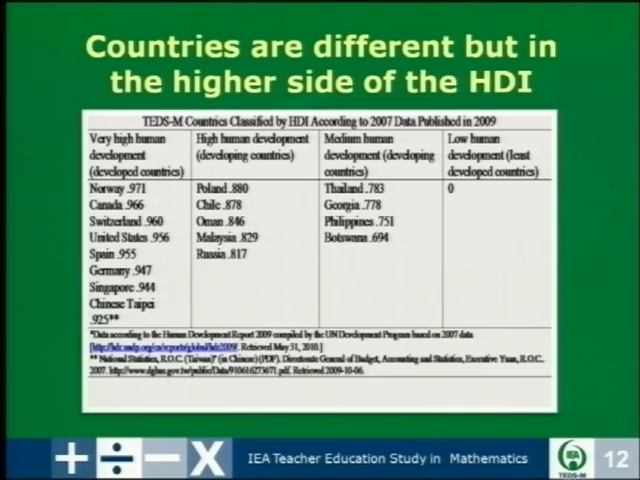 Countries are different but in
the higher side of the HDI
TEDS-M Countries Classified by HDI According to 2007 Data Published in 2009
Very high human development (developed countries)
High human development (developing countries)
Medium human development (developing countries)
Low human development (least developed countries)
Norway .971
Canada .966
Switzerland .960
United States .956
Spain .955
Germany .947
Singapore .944
Chinese Taipei
.925**
Poland .880
Chile .878
Oman .846
Malaysia .829
Russia .817
Thailand .783
Georgia .778
Philippines .751
Botswana .694
0
*Data according to the Human Development Report 2009 compiled by the UN Development Program based on 2007 data
Retrieved May 31, 2010.]
** National Statistics, R.O.C. (Taiwan)" (in Chinese) (PDF). Directorate General of Budget, Accounting and Statistics, Executive Yuan, R.O.C.
2007. Retrieved 2009-10-06.
+ ÷ − X
IEA Teacher Education Study in Mathematics
IEA
TEDS-M
12